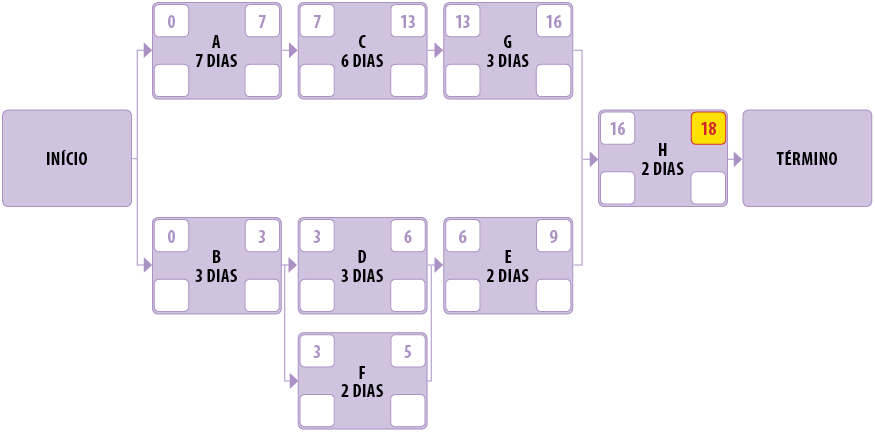 0 7
A
7 DIAS
7 13
C
6 DIAS
13 16
G
3 DIAS
INÍCIO
16 18
H
2 DIAS
TÉRMINO
0 3
B
3 DIAS
3 6
D
3 DIAS
6 9
E
2 DIAS
3 5
F
2 DIAS